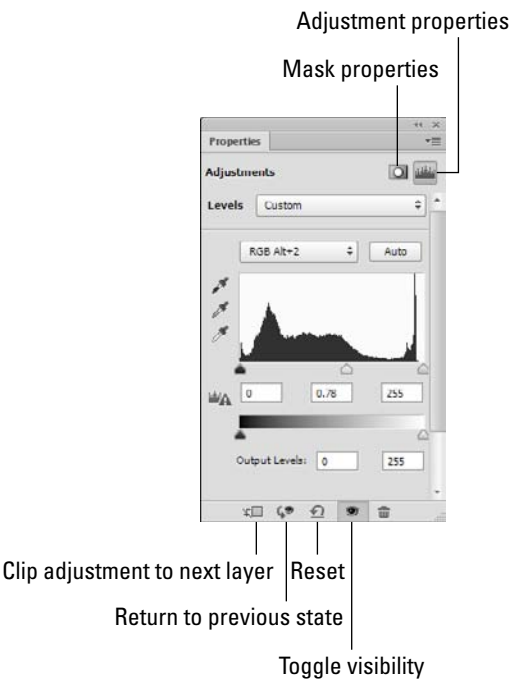 Adjustment properties
Mask properties
Properties
Adjustments
Levels Custom
RGB Alt+2 Auto
0 0.78 255
Output Levels: 0 255
Clip adjustment to next layer Reset
Return to previous state
Toggle visibility